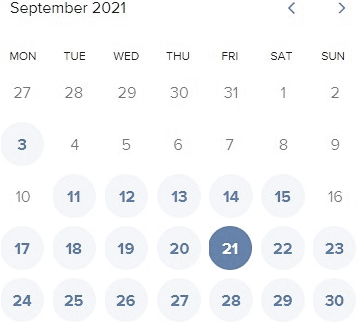 September 2021
MON TUE WED THU FRI SAT SUN
27 28 29 30 31 1 2
3 4 5 6 7 8 9
10 11 12 13 14 15 16
17 18 19 20 21 22 23
24 25 26 27 28 29 30